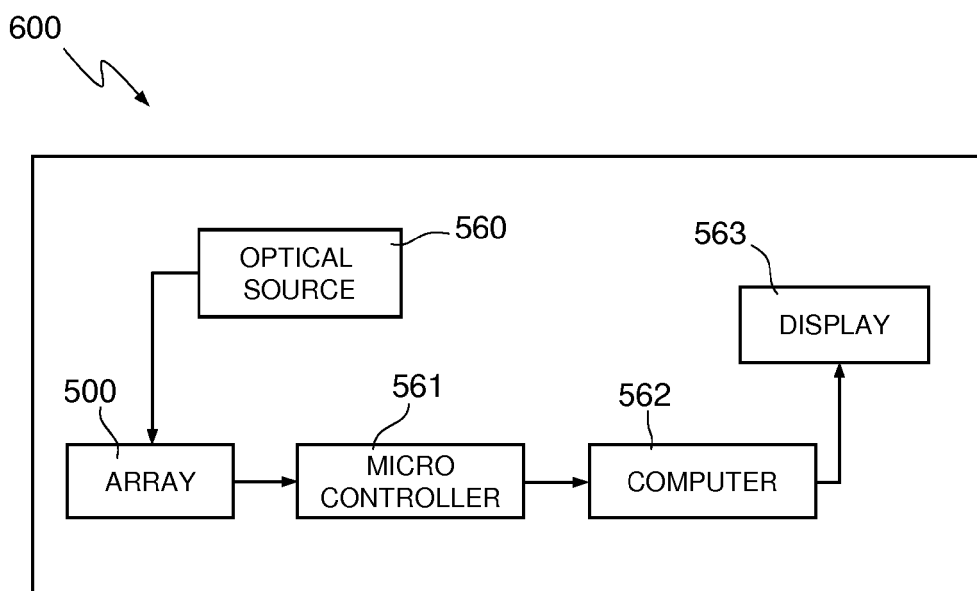 600
560
OPTICAL
SOURCE
563
DISPLAY
500
ARRAY
561
MICRO
CONTROLLER
562
COMPUTER